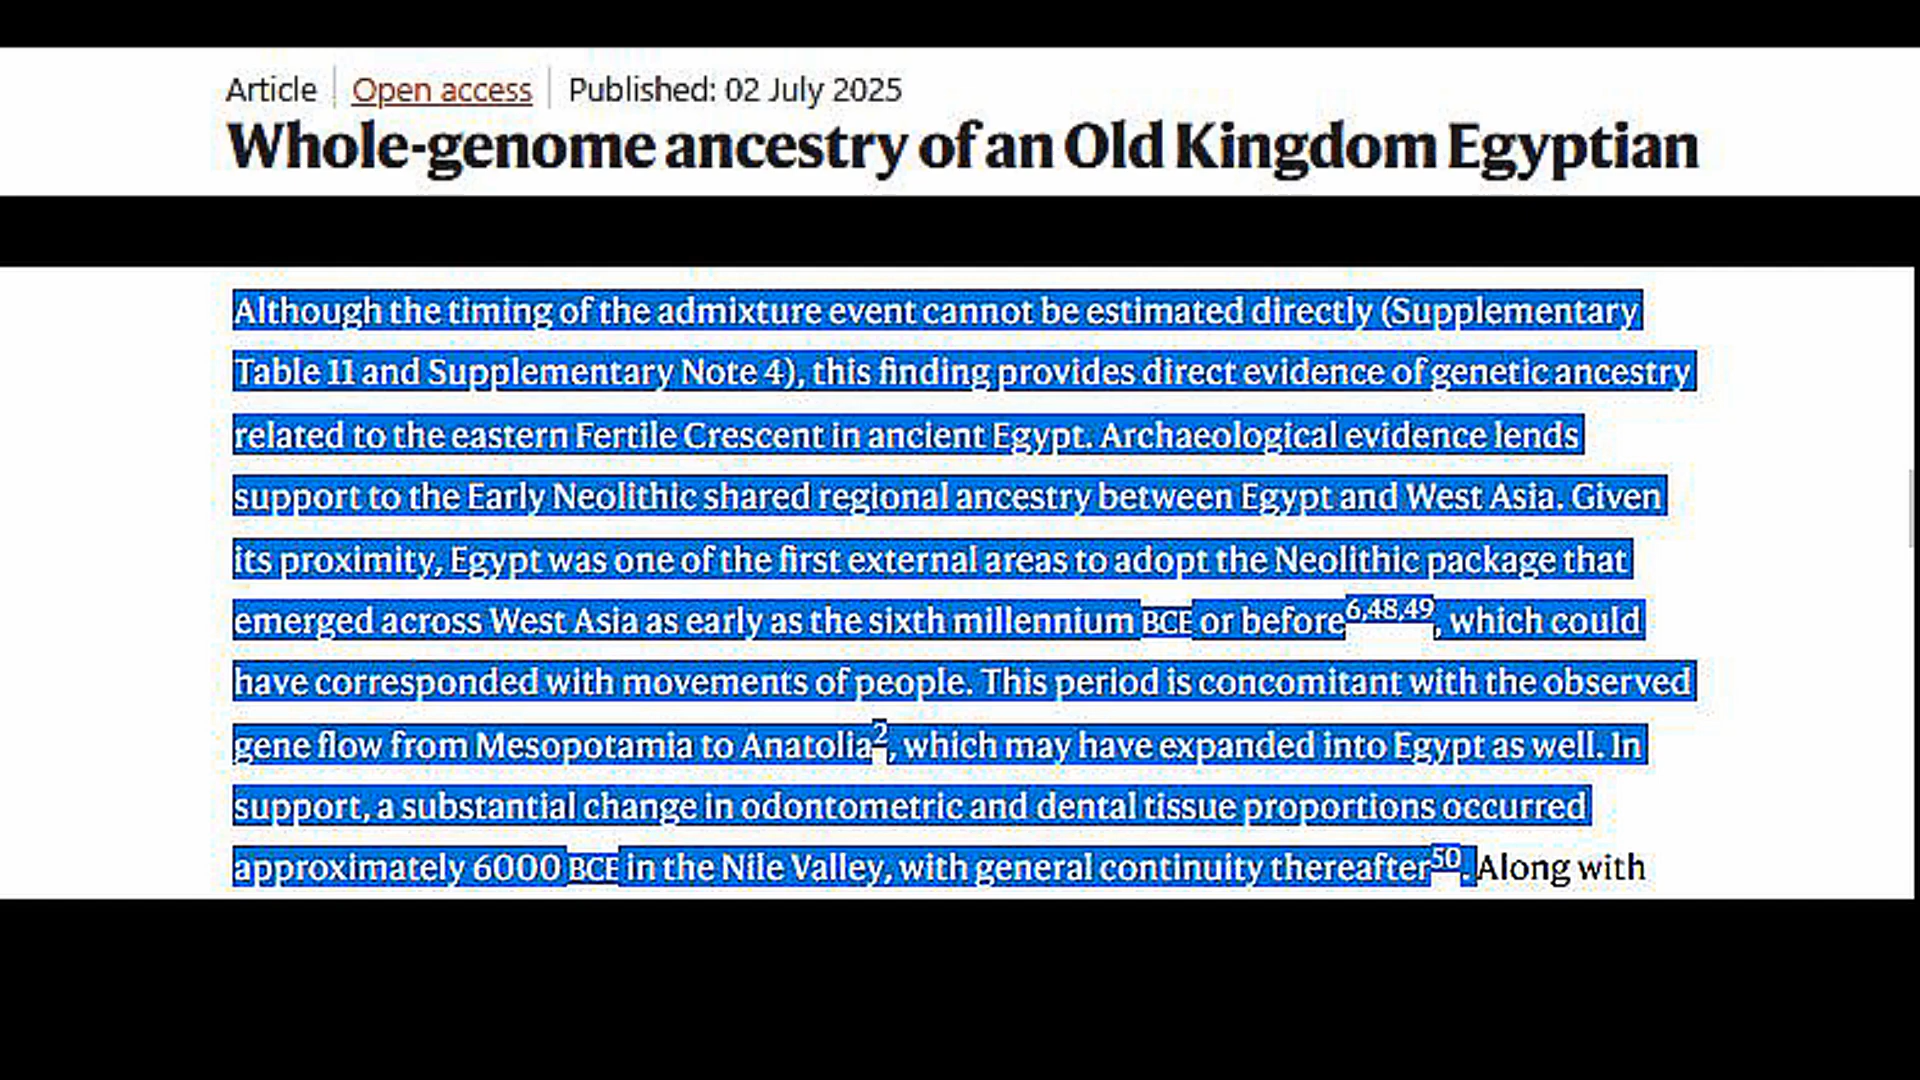 Article | Open access | Published: 02 July 2025
Whole-genome ancestry of an Old Kingdom Egyptian
Although the timing of the admixture event cannot be estimated directly (Supplementary
Table 11 and Supplementary Note 4), this finding provides direct evidence of genetic ancestry
related to the eastern Fertile Crescent in ancient Egypt. Archaeological evidence lends
support to the Early Neolithic shared regional ancestry between Egypt and West Asia. Given
its proximity, Egypt was one of the first external areas to adopt the Neolithic package that
emerged across West Asia as early as the sixth millennium BCE or before6,48,49, which could
have corresponded with movements of people. This period is concomitant with the observed
gene flow from Mesopotamia to Anatolia2, which may have expanded into Egypt as well. In
support, a substantial change in odontometric and dental tissue proportions occurred
approximately 6000 BCE in the Nile Valley, with general continuity thereafter50. Along with